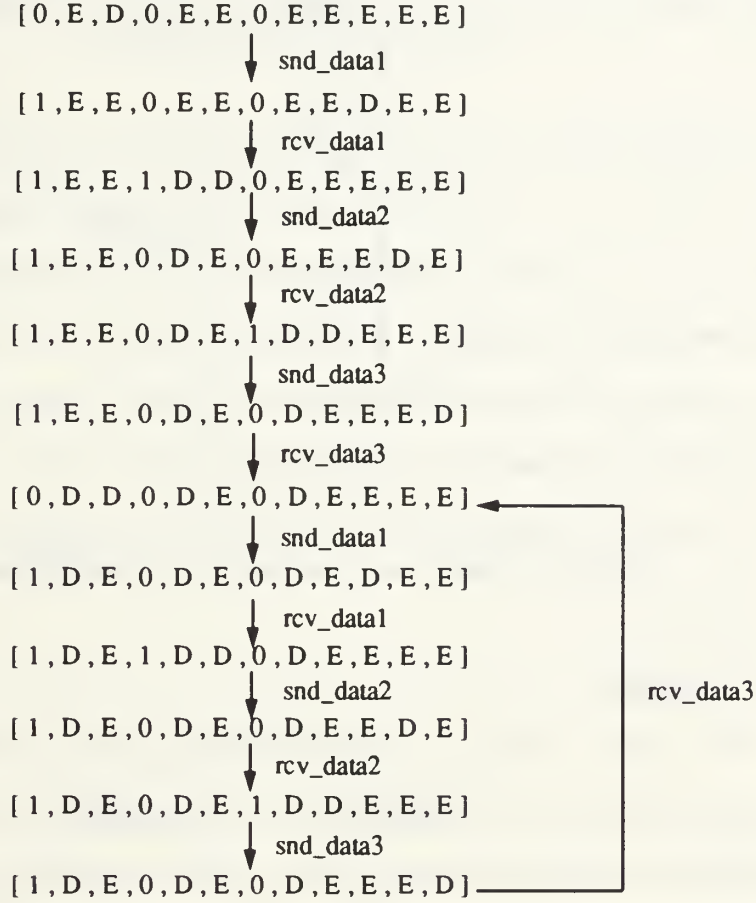 [0,E,D,0,E,E,0,E,E,E,E,E]
snd_data1
[1,E,E,0,E,E,0,E,E,D,E,E]
rcv_data1
[1,E,E,1,D,D,0,E,E,E,E,E]
snd_data2
[1,E,E,0,D,E,0,E,E,E,D,E]
rcv_data2
[1,E,E,0,D,E,1,D,D,E,E,E]
snd_data3
[1,E,E,0,D,E,0,D,E,E,E,D]
rcv_data3
[0,D,D,0,D,E,0,D,E,E,E,E]
snd_data1
[1,D,E,0,D,E,0,D,E,D,E,E]
rcv_data1
[1,D,E,1,D,D,0,D,E,E,E,E]
snd_data2
rcv_data3
[1,D,E,0,D,E,0,D,E,E,D,E]
rcv_data2
[1,D,E,0,D,E,1,D,D,E,E,E]
snd_data3
[1,D,E,0,D,E,0,D,E,E,E,D]